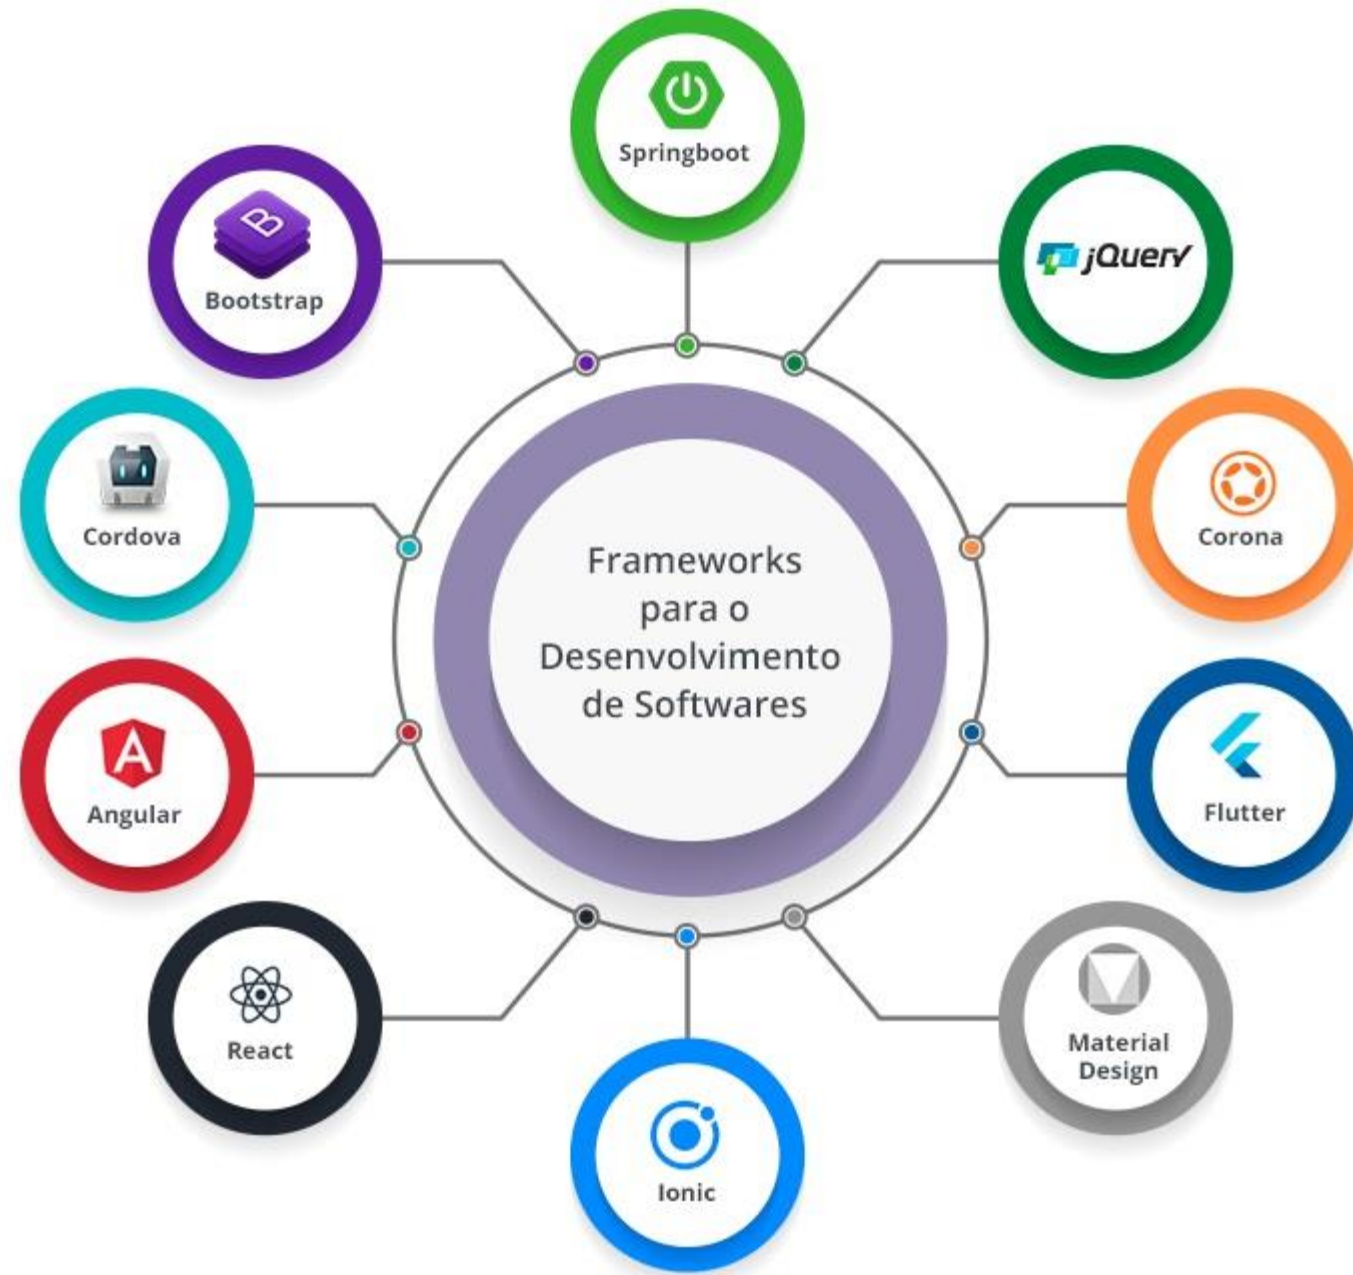 Springboot
B
Bootstrap
jQuery
Cordova
Corona
Frameworks
para o
Desenvolvimento
de Softwares
A
Angular
Flutter
React
Material
Design
Ionic